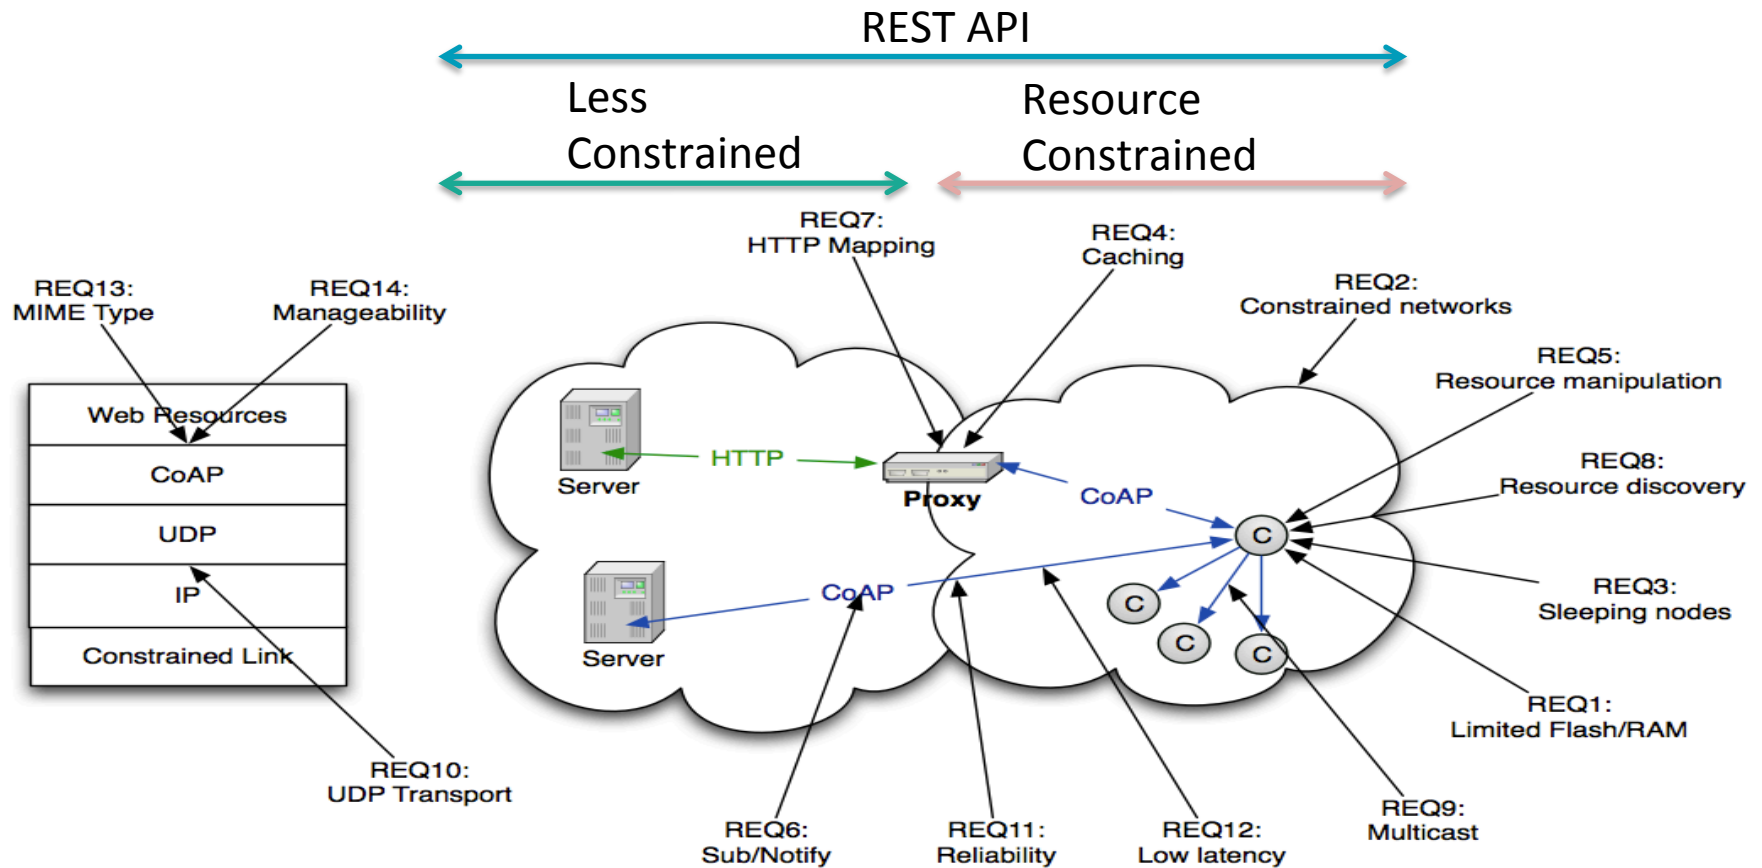 REST API
Less
Constrained
Resource
Constrained
REQ7:
HTTP Mapping
REQ4:
Caching
REQ13:
MIME Type
REQ14:
Manageability
REQ2:
Constrained networks
REQ5:
Resource manipulation
Web Resources
CoAP
UDP
IP
Constrained Link
Server
HTTP
Proxy
CoAP
REQ8:
Resource discovery
C
CoAP
Server
C
C
C
REQ3:
Sleeping nodes
REQ1:
Limited Flash/RAM
REQ10:
UDP Transport
REQ6:
Sub/Notify
REQ11:
Reliability
REQ12:
Low latency
REQ9:
Multicast